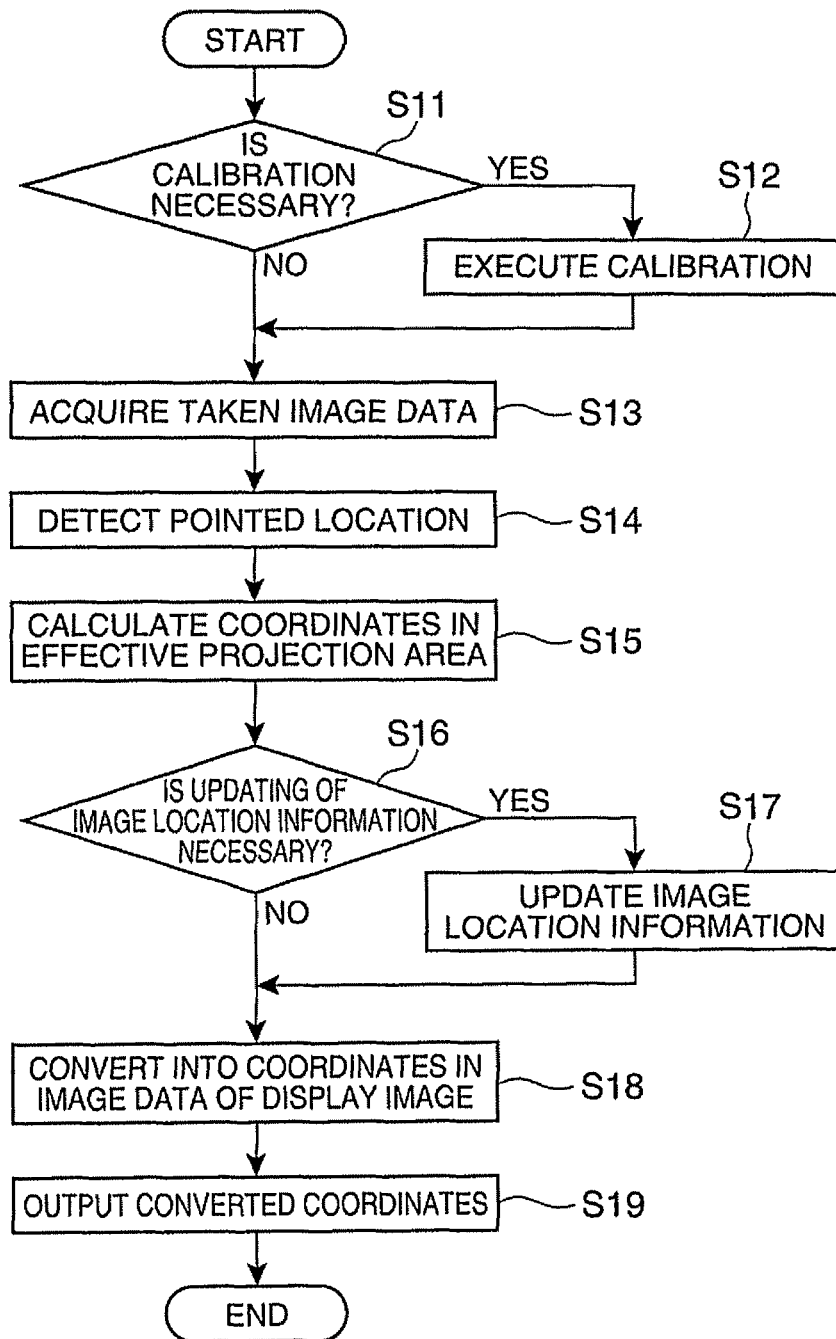 START
S11
IS
CALIBRATION
NECESSARY?
YES
S12
EXECUTE CALIBRATION
NO
ACQUIRE TAKEN IMAGE DATA
S13
DETECT POINTED LOCATION
S14
CALCULATE COORDINATES IN
EFFECTIVE PROJECTION AREA
S15
S16
IS UPDATING OF
IMAGE LOCATION INFORMATION
NECESSARY?
YES
S17
UPDATE IMAGE
LOCATION INFORMATION
NO
CONVERT INTO COORDINATES IN
IMAGE DATA OF DISPLAY IMAGE
S18
OUTPUT CONVERTED COORDINATES
S19
END